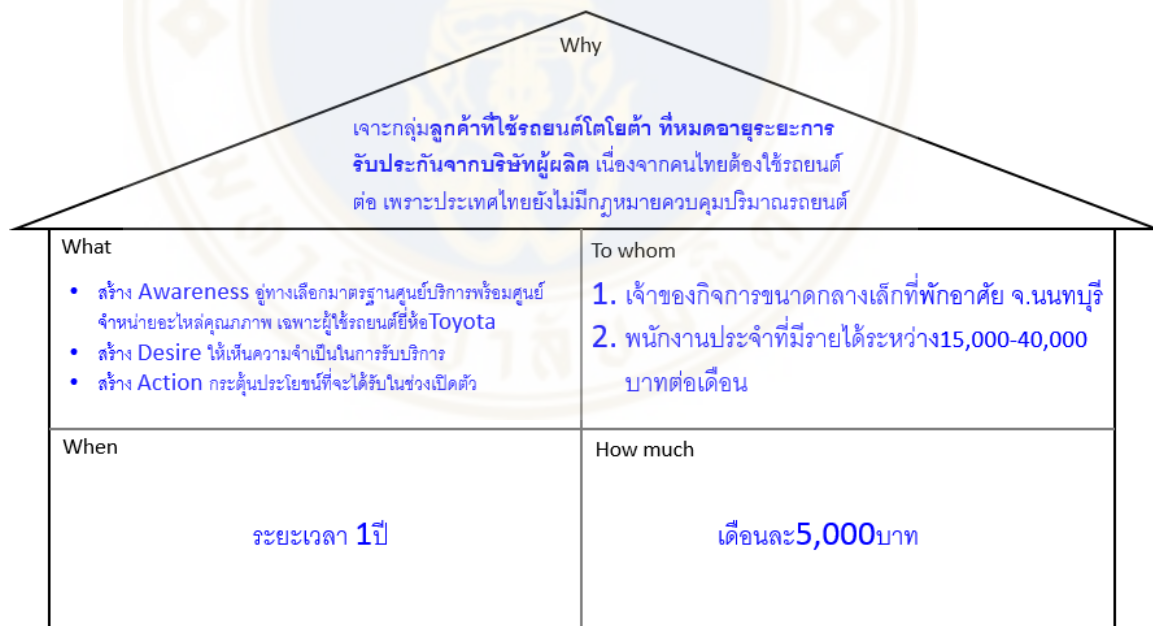 Why
เจาะกลุ่มลูกค้าที่ใช้รถยนต์โตโยต้า ที่หมดอายุระยะการ
รับประกันจากบริษัทผู้ผลิต เนื่องจากคนไทยต้องใช้รถยนต์
ต่อ เพราะประเทศไทยยังไม่มีกฎหมายควบคุมปริมาณรถยนต์
What
• สร้าง Awareness อู่ทางเลือกมาตรฐานศูนย์บริการพร้อมศูนย์
จำหน่ายอะไหล่คุณภภาพ เฉพาะผู้ใช้รถยนต์ยี่ห้อToyota
• สร้าง Desire ให้เห็นความจำเป็นในการรับบริการ
• สร้าง Action กระตุ้นประโยชน์ที่จะได้รับในช่วงเปิดตัว
To whom
1. เจ้าของกิจการขนาดกลางเล็กที่พักอาศัย จ.นนทบุรี
2. พนักงานประจำที่มีรายได้ระหว่าง15,000-40,000
บาทต่อเดือน
When
ระยะเวลา 1ปี
How much
เดือนละ5,000บาท